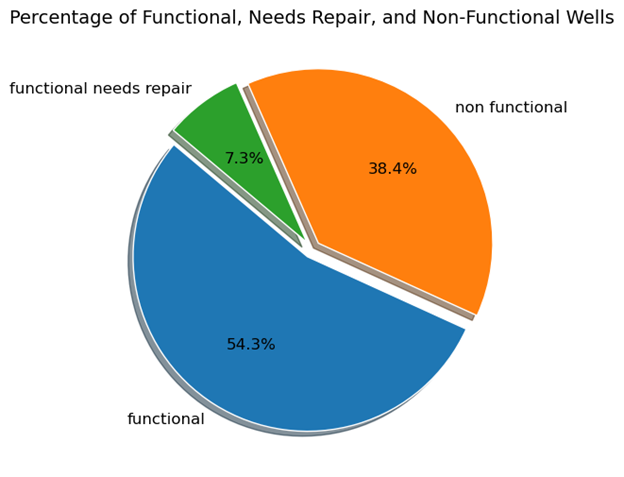 Percentage of Functional, Needs Repair, and Non-Functional Wells
functional needs repair
non functional
7.3%
38.4%
54.3%
functional